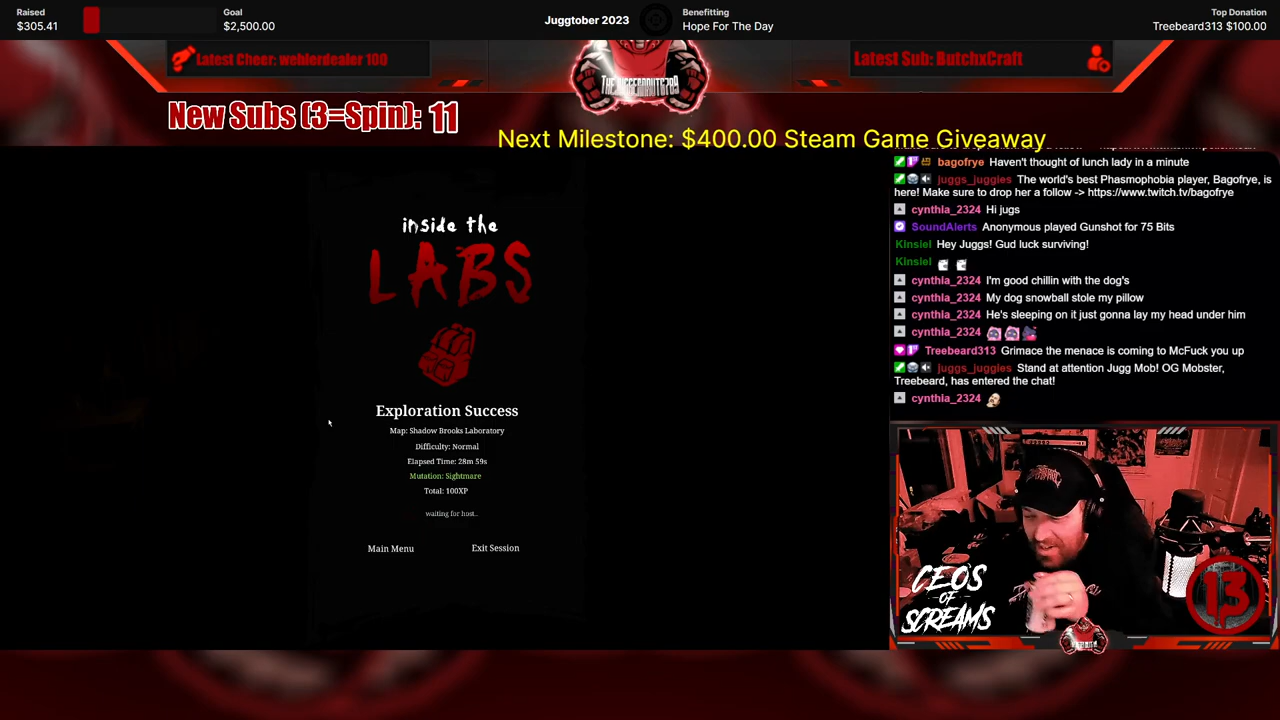 Raised
$305.41
Goal
$2,500.00
Juggtober 2023
Benefitting
Hope For The Day
Top Donation
Treebeard313 $100.00
Latest Cheer: wehlerdealer 100
THEJUGGERNAUT6789
Latest Sub: ButchxCraft
New Subs (3=Spin): 11
Next Milestone: $400.00 Steam Game Giveaway
bagofrye Haven't thought of lunch lady in a minute
juggs_juggies The world's best Phasmophobia player, Bagofrye, is
here! Make sure to drop her a follow -> https://www.twitch.tv/bagofrye
cynthia_2324 Hi jugs
SoundAlerts Anonymous played Gunshot for 75 Bits
Kinsiel Hey Juggs! Gud luck surviving!
Kinsiel
cynthia_2324 I'm good chillin with the dog's
cynthia_2324 My dog snowball stole my pillow
cynthia_2324 He's sleeping on it just gonna lay my head under him
cynthia_2324
Treebeard313 Grimace the menace is coming to McFuck you up
juggs_juggies Stand at attention Jugg Mob! OG Mobster,
Treebeard, has entered the chat!
cynthia_2324
inside the
LABS
Exploration Success
Map: Shadow Brooks Laboratory
Difficulty: Normal
Elapsed Time: 28m 59s
Mutation: Sightmare
Total: 100XP
waiting for host..
Main Menu
Exit Session
CEOS
OF
SCREAMS
13